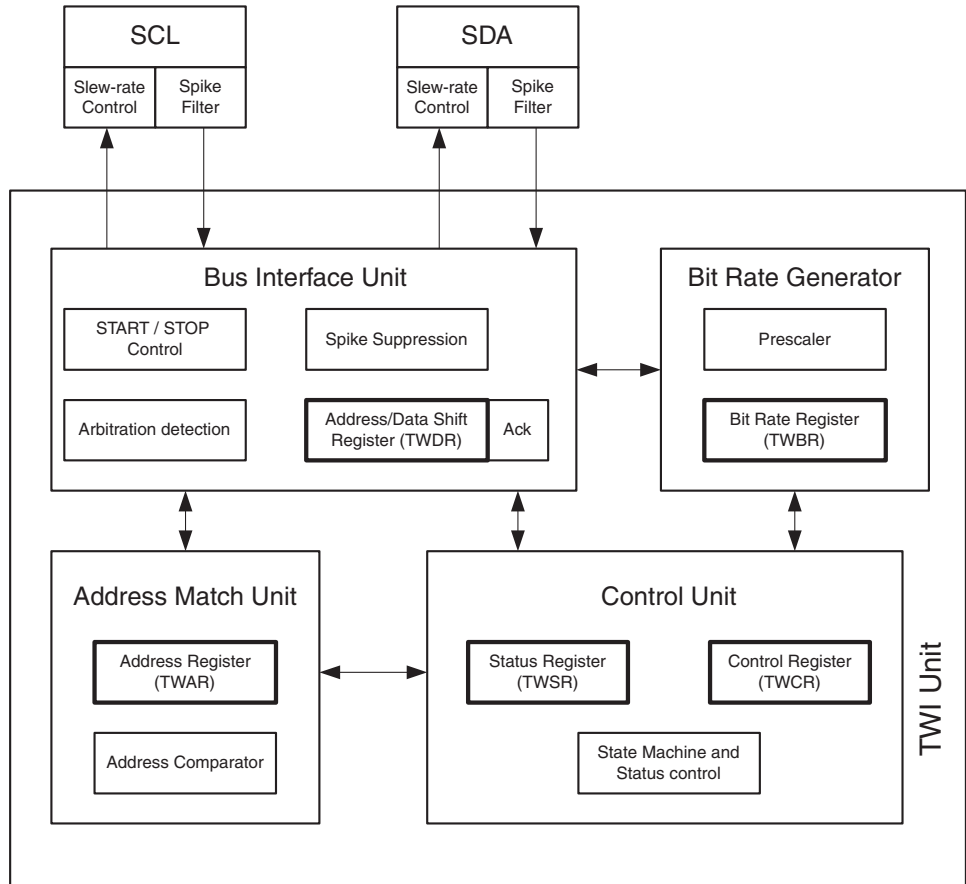 SCL
SDA
Slew-rate
Control
Spike
Filter
Slew-rate
Control
Spike
Filter
Bus Interface Unit
START / STOP
Control
Spike Suppression
Arbitration detection
Address/Data Shift
Register (TWDR)
Ack
Bit Rate Generator
Prescaler
Bit Rate Register
(TWBR)
Address Match Unit
Address Register
(TWAR)
Address Comparator
Control Unit
Status Register
(TWSR)
Control Register
(TWCR)
State Machine and
Status control
TWI Unit